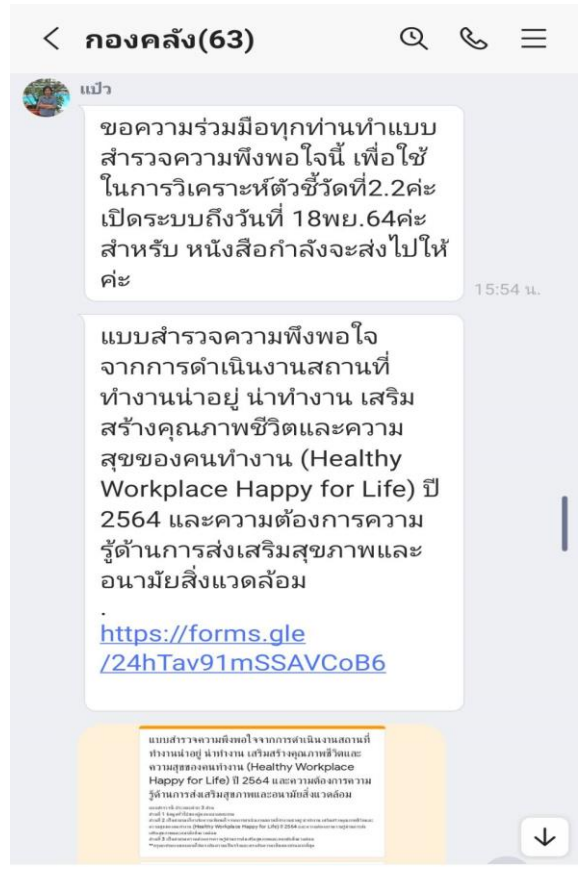 กองคลัง(63)
แป๋ว
ขอความร่วมมือทุกท่านทำแบบ
สำรวจความพึงพอใจนี้ เพื่อใช้
ในการวิเคราะห์ตัวชี้วัดที่2.2ค่ะ
เปิดระบบถึงวันที่ 18พย.64ค่ะ
สำหรับ หนังสือกำลังจะส่งไปให้
ค่ะ
15:54 น.
แบบสำรวจความพึงพอใจ
จากการดำเนินงานสถานที่
ทำงานน่าอยู่ น่าทำงาน เสริม
สร้างคุณภาพชีวิตและความ
สุขของคนทำงาน (Healthy
Workplace Happy for Life) ปี
2564 และความต้องการความ
รู้ด้านการส่งเสริมสุขภาพและ
อนามัยสิ่งแวดล้อม
.
https://forms.gle
/24hTav91mSSAVCoB6
แบบสำรวจความพึงพอใจจากการดำเนินงานสถานที่
ทำงานน่าอยู่ น่าทำงาน เสริมสร้างคุณภาพชีวิตและ
ความสุขของคนทำงาน (Healthy Workplace
Happy for Life) ปี 2564 และความต้องการความ
รู้ด้านการส่งเสริมสุขภาพและอนามัยสิ่งแวดล้อม